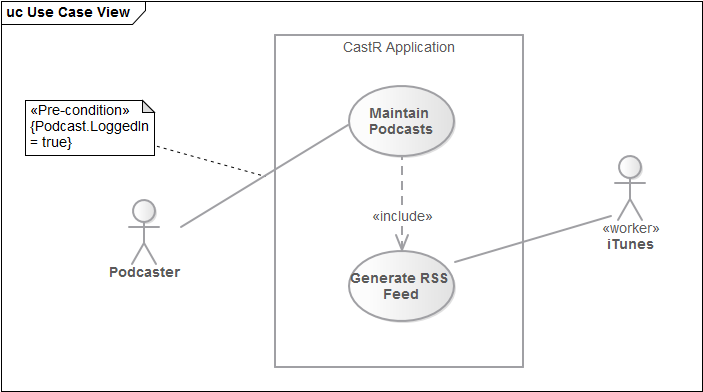 uc Use Case View
CastR Application
«Pre-condition»
{Podcast.LoggedIn
= true}
Maintain
Podcasts
«include»
Podcaster
«worker»
iTunes
Generate RSS
Feed